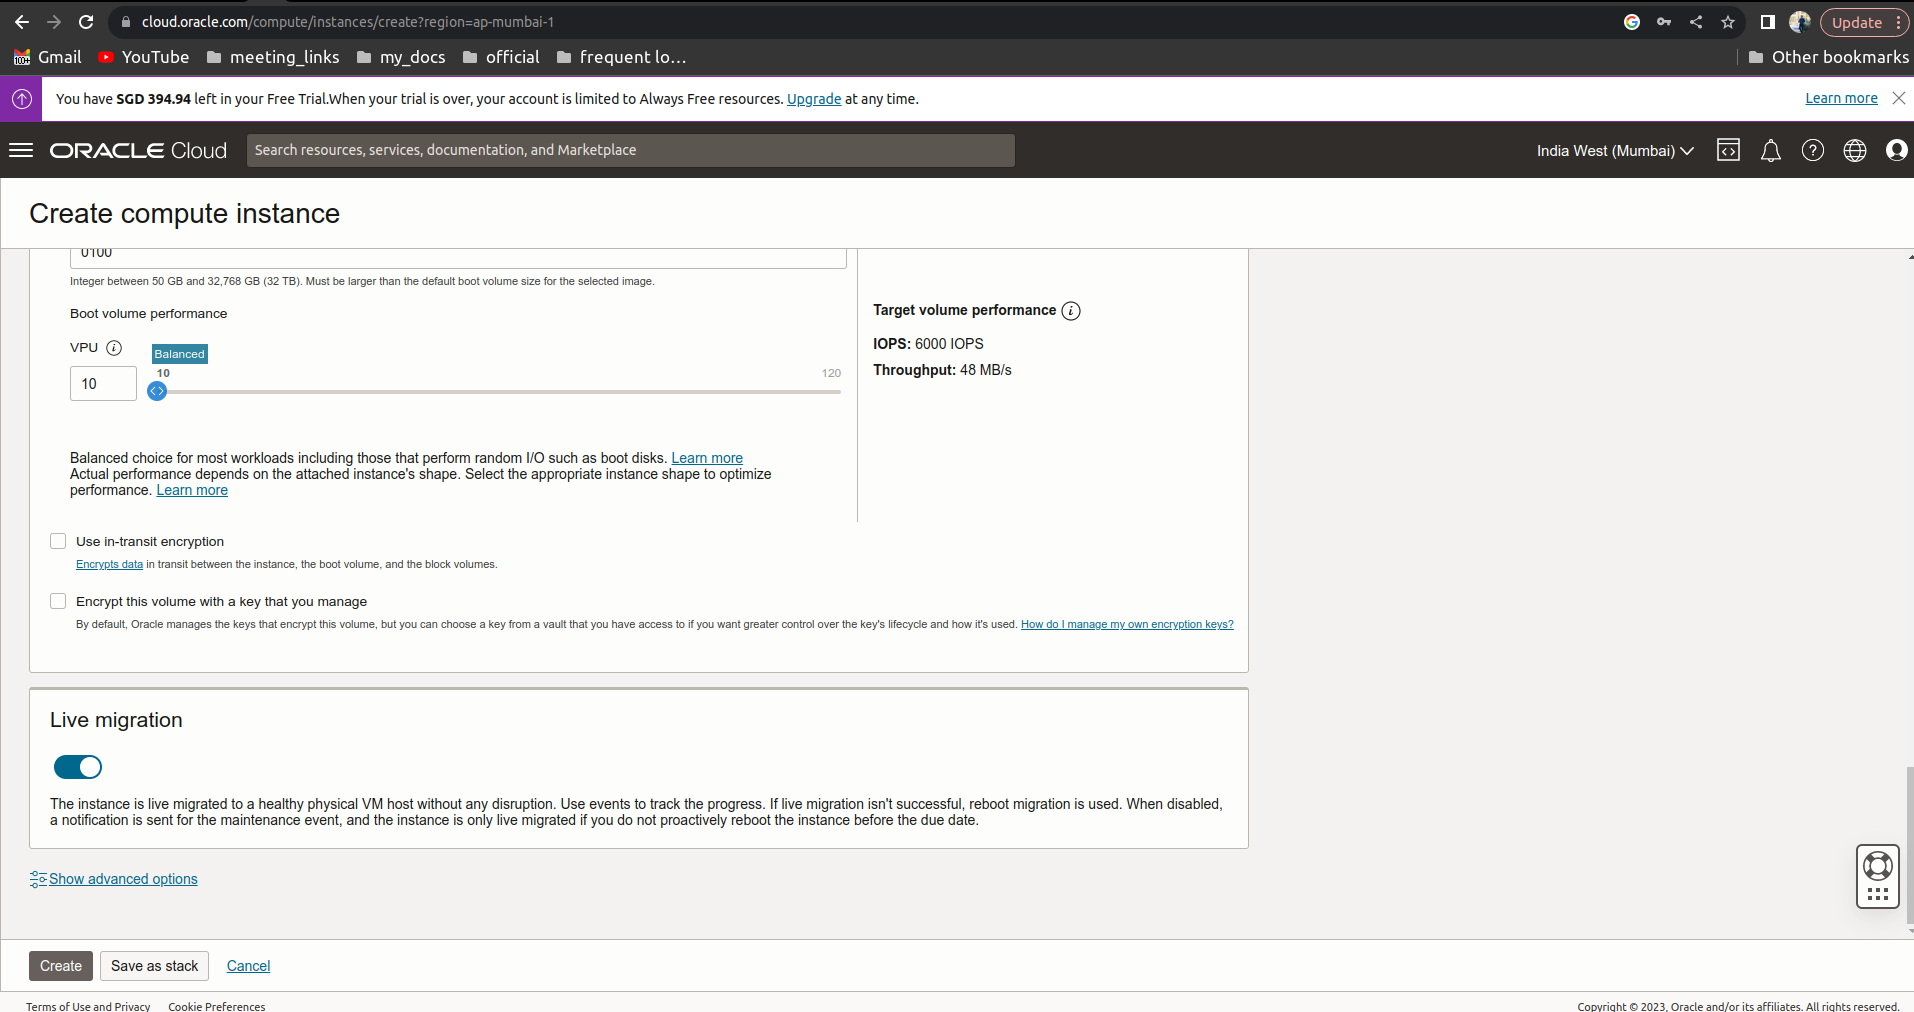 cloud.oracle.com/compute/instances/create?region=ap-mumbai-1
Update
Gmail
YouTube
meeting_links
my_docs
official
frequent lo...
Other bookmarks
You have SGD 394.94 left in your Free Trial.When your trial is over, your account is limited to Always Free resources. Upgrade at any time.
Learn more
ORACLE Cloud
Search resources, services, documentation, and Marketplace
India West (Mumbai)
Create compute instance
0100
Integer between 50 GB and 32,768 GB (32 TB). Must be larger than the default boot volume size for the selected image.
Boot volume performance
VPU
Balanced
10
10
120
Target volume performance
IOPS: 6000 IOPS
Throughput: 48 MB/s
Balanced choice for most workloads including those that perform random I/O such as boot disks. Learn more
Actual performance depends on the attached instance's shape. Select the appropriate instance shape to optimize
performance. Learn more
Use in-transit encryption
Encrypts data in transit between the instance, the boot volume, and the block volumes.
Encrypt this volume with a key that you manage
By default, Oracle manages the keys that encrypt this volume, but you can choose a key from a vault that you have access to if you want greater control over the key's lifecycle and how it's used. How do I manage my own encryption keys?
Live migration
The instance is live migrated to a healthy physical VM host without any disruption. Use events to track the progress. If live migration isn't successful, reboot migration is used. When disabled,
a notification is sent for the maintenance event, and the instance is only live migrated if you do not proactively reboot the instance before the due date.
Show advanced options
Create
Save as stack
Cancel
Terms of Use and Privacy
Cookie Preferences
Copyright © 2023, Oracle and/or its affiliates. All rights reserved.